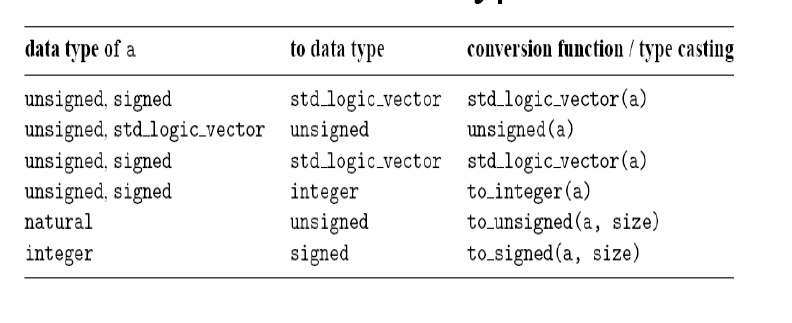 data type of a to data type conversion function / type casting
unsigned, signed std_logic_vector std_logic_vector(a)
unsigned, std_logic_vector unsigned unsigned(a)
unsigned, signed std_logic_vector std_logic_vector(a)
unsigned, signed integer to_integer(a)
natural unsigned to_unsigned(a, size)
integer signed to_signed(a, size)